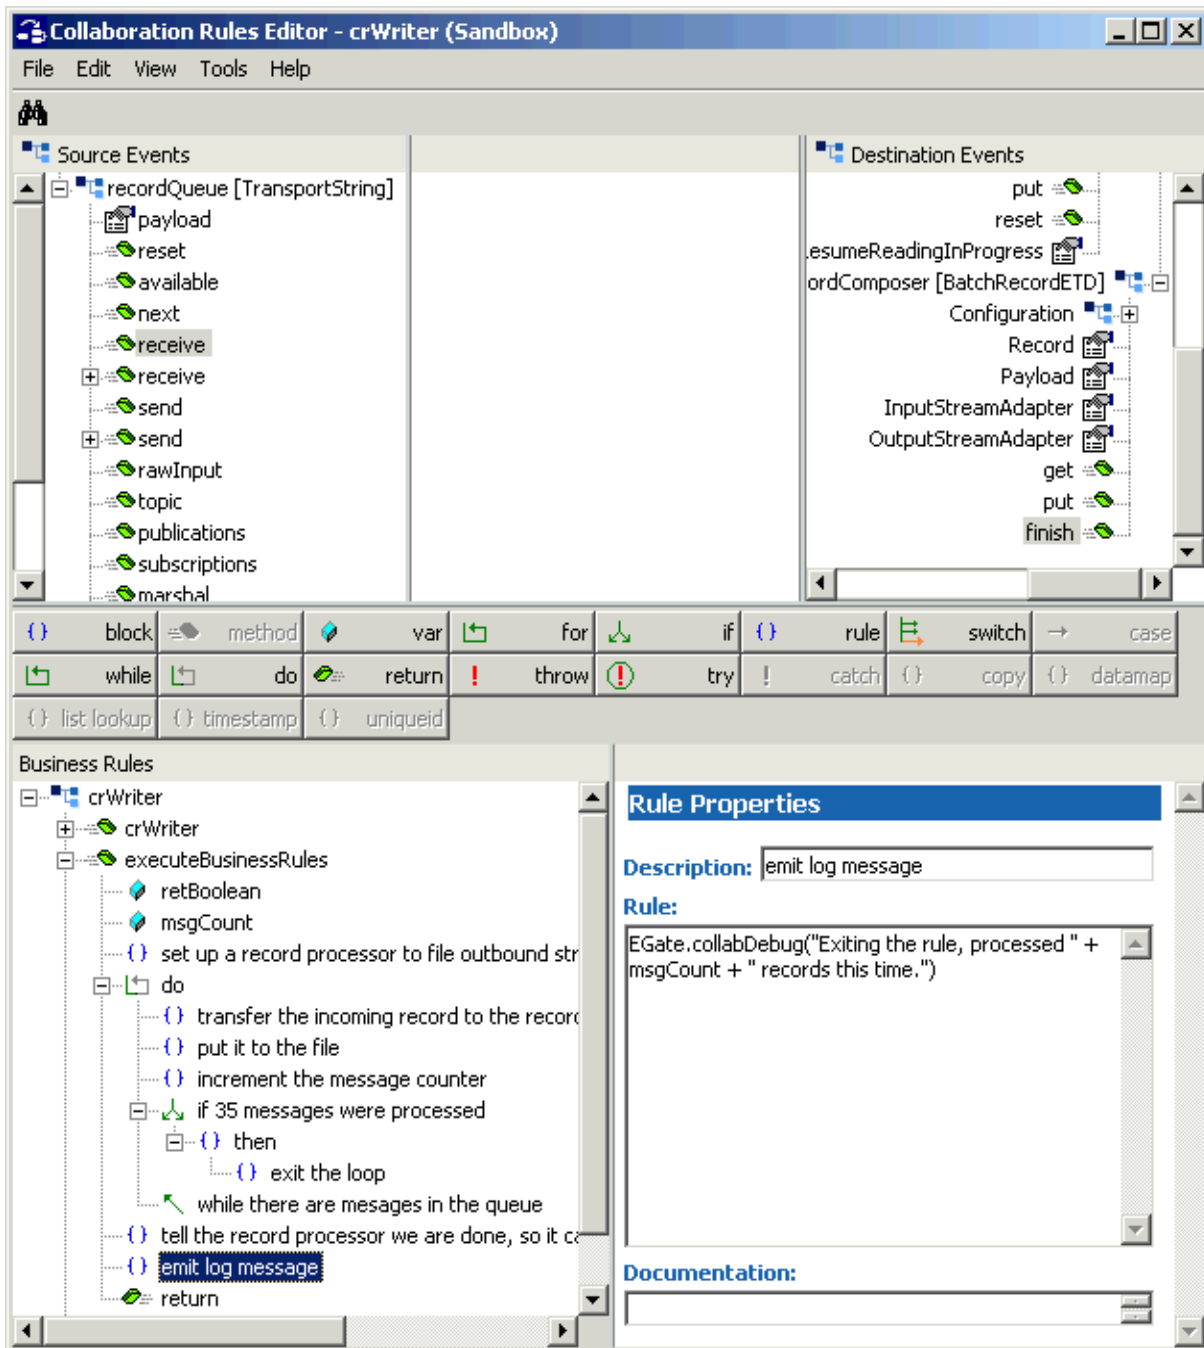 Collaboration Rules Editor - crWriter (Sandbox)
File Edit View Tools Help
Source Events
recordQueue [TransportString]
payload
reset
available
next
receive
receive
send
send
rawInput
topic
publications
subscriptions
marshal
Destination Events
put
reset
esumeReadingInProgress
ordComposer [BatchRecordETD]
Configuration
Record
Payload
InputStreamAdapter
OutputStreamAdapter
get
put
finish
{} block method var for if {} rule switch case
while do return ! throw ! try ! catch {} copy {} datamap
{} list lookup {} timestamp {} uniqueid
Business Rules
crWriter
crWriter
executeBusinessRules
retBoolean
msgCount
{} set up a record processor to file outbound str
do
{} transfer the incoming record to the record
{} put it to the file
{} increment the message counter
if 35 messages were processed
{} then
{} exit the loop
while there are mesages in the queue
{} tell the record processor we are done, so it ca
{} emit log message
return
Rule Properties
Description: emit log message
Rule:
EGate.collabDebug("Exiting the rule, processed " +
msgCount + " records this time.")
Documentation: